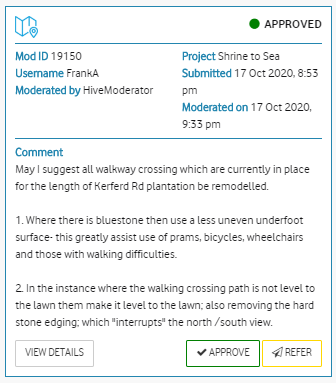 APPROVED
Mod ID 19150
Username FrankA
Moderated by HiveModerator
Project Shrine to Sea
Submitted 17 Oct 2020, 8:53
pm
Moderated on 17 Oct 2020,
9:33 pm
Comment
May I suggest all walkway crossing which are currently in place
for the length of Kerferd Rd plantation be remodelled.
1. Where there is bluestone then use a less uneven underfoot
surface- this greatly assist use of prams, bicycles, wheelchairs
and those with walking difficulties.
2. In the instance where the walking crossing path is not level to
the lawn them make it level to the lawn; also removing the hard
stone edging; which "interrupts" the north /south view.
VIEW DETAILS
APPROVE
REFER